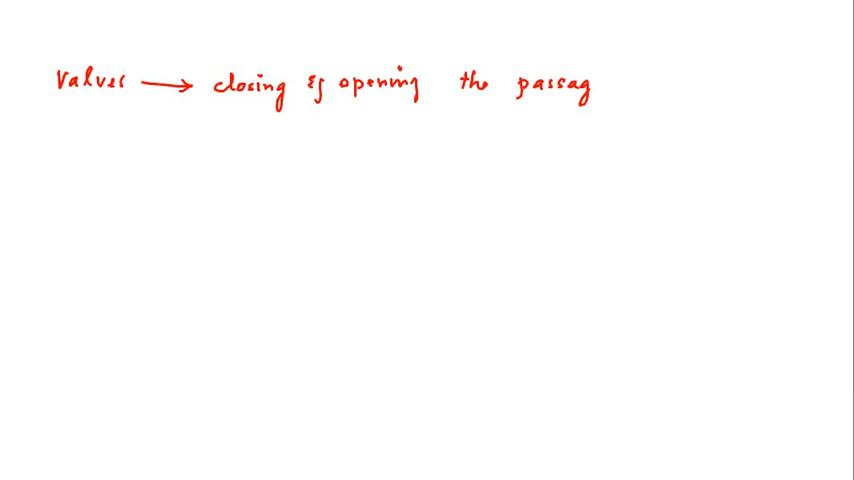 Valves → closing & opening the passag